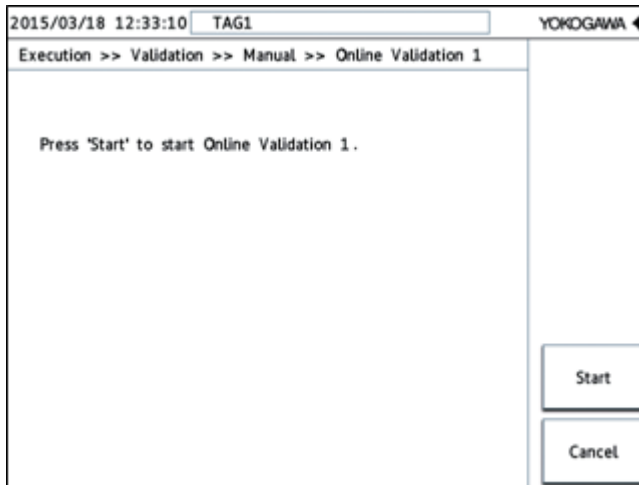 2015/03/18 12:33:10 TAG1 YOKOGAWA
Execution >> Validation >> Manual >> Online Validation 1
Press 'Start' to start Online Validation 1.
Start
Cancel